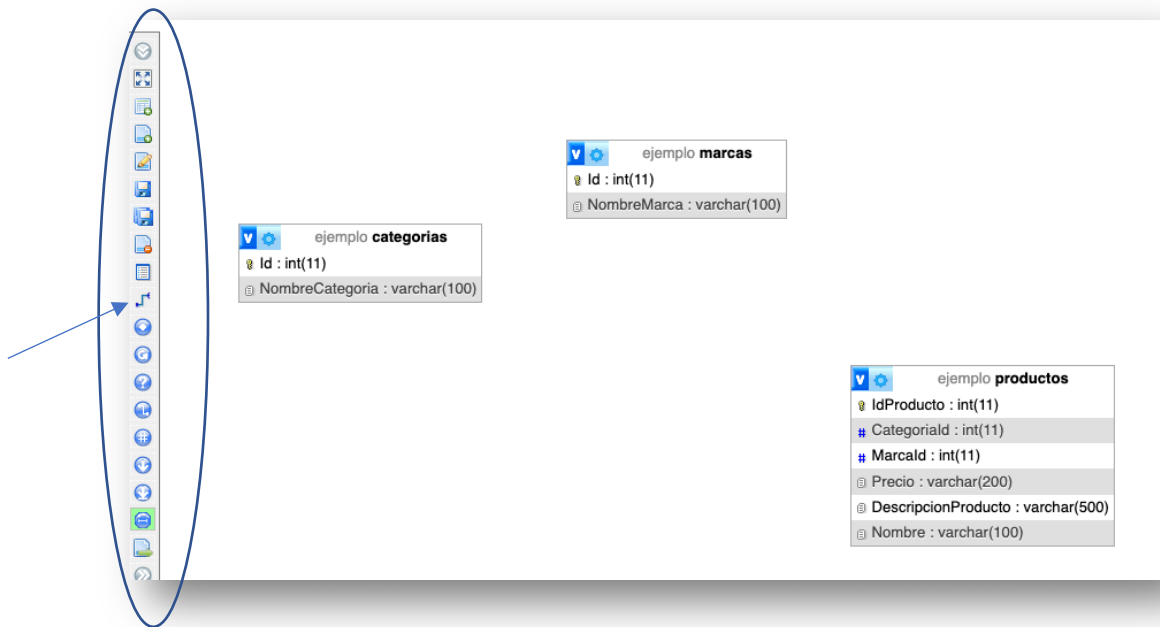 V ejemplo marcas
Id : int(11)
NombreMarca : varchar(100)
V ejemplo categorias
Id : int(11)
NombreCategoria : varchar(100)
V ejemplo productos
IdProducto : int(11)
# CategoriaId : int(11)
# MarcaId : int(11)
Precio : varchar(200)
DescripcionProducto : varchar(500)
Nombre : varchar(100)